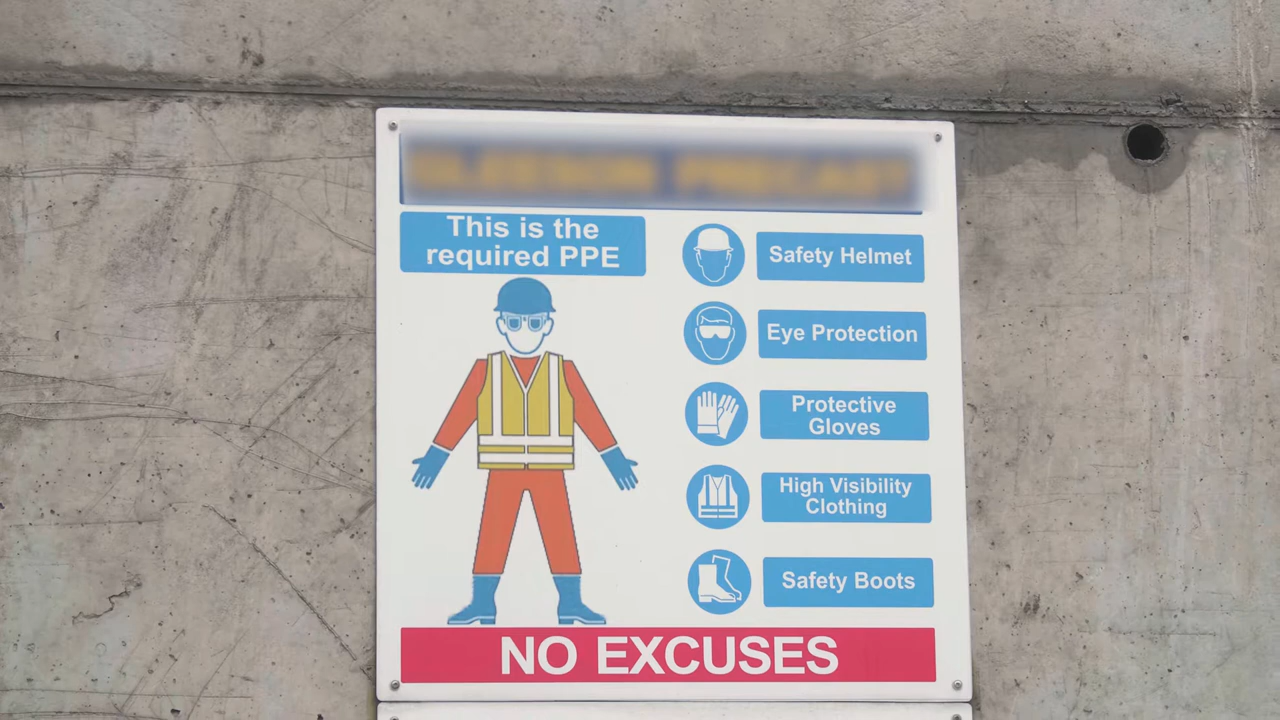 This is the
required PPE
Safety Helmet
Eye Protection
Protective
Gloves
High Visibility
Clothing
Safety Boots
NO EXCUSES